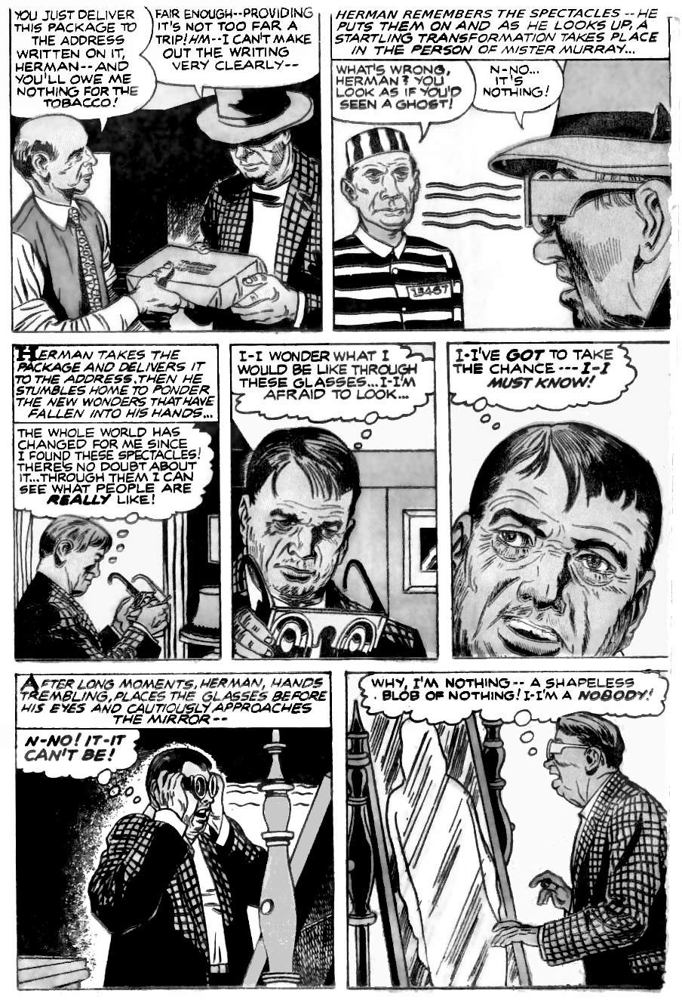 YOU JUST DELIVER
THIS PACKAGE TO
THE ADDRESS
WRITTEN ON IT,
HERMAN--AND
YOU'LL OWE ME
NOTHING FOR THE
TOBACCO!
FAIR ENOUGH--PROVIDING
IT'S NOT TOO FAR A
TRIP! HM--I CAN'T MAKE
OUT THE WRITING
VERY CLEARLY--
HERMAN REMEMBERS THE SPECTACLES--HE
PUTS THEM ON AND AS HE LOOKS UP, A
STARTLING TRANSFORMATION TAKES PLACE
IN THE PERSON OF MISTER MURRAY...
WHAT'S WRONG,
HERMAN? YOU
LOOK AS IF YOU'D
SEEN A GHOST!
N-NO...
IT'S
NOTHING!
15467
HERMAN TAKES THE
PACKAGE AND DELIVERS IT
TO THE ADDRESS. THEN HE
STUMBLES HOME TO PONDER
THE NEW WONDERS THAT HAVE
FALLEN INTO HIS HANDS...
THE WHOLE WORLD HAS
CHANGED FOR ME SINCE
I FOUND THESE SPECTACLES!
THERE'S NO DOUBT ABOUT
IT...THROUGH THEM I CAN
SEE WHAT PEOPLE ARE
REALLY LIKE!
I-I WONDER WHAT I
WOULD BE LIKE THROUGH
THESE GLASSES...I-I'M
AFRAID TO LOOK...
I-I'VE GOT TO TAKE
THE CHANCE---I-I
MUST KNOW!
AFTER LONG MOMENTS, HERMAN, HANDS
TREMBLING, PLACES THE GLASSES BEFORE
HIS EYES AND CAUTIOUSLY APPROACHES
THE MIRROR--
N-NO! IT-IT
CAN'T BE!
WHY, I'M NOTHING--A SHAPELESS
BLOB OF NOTHING! I-I'M A NOBODY!